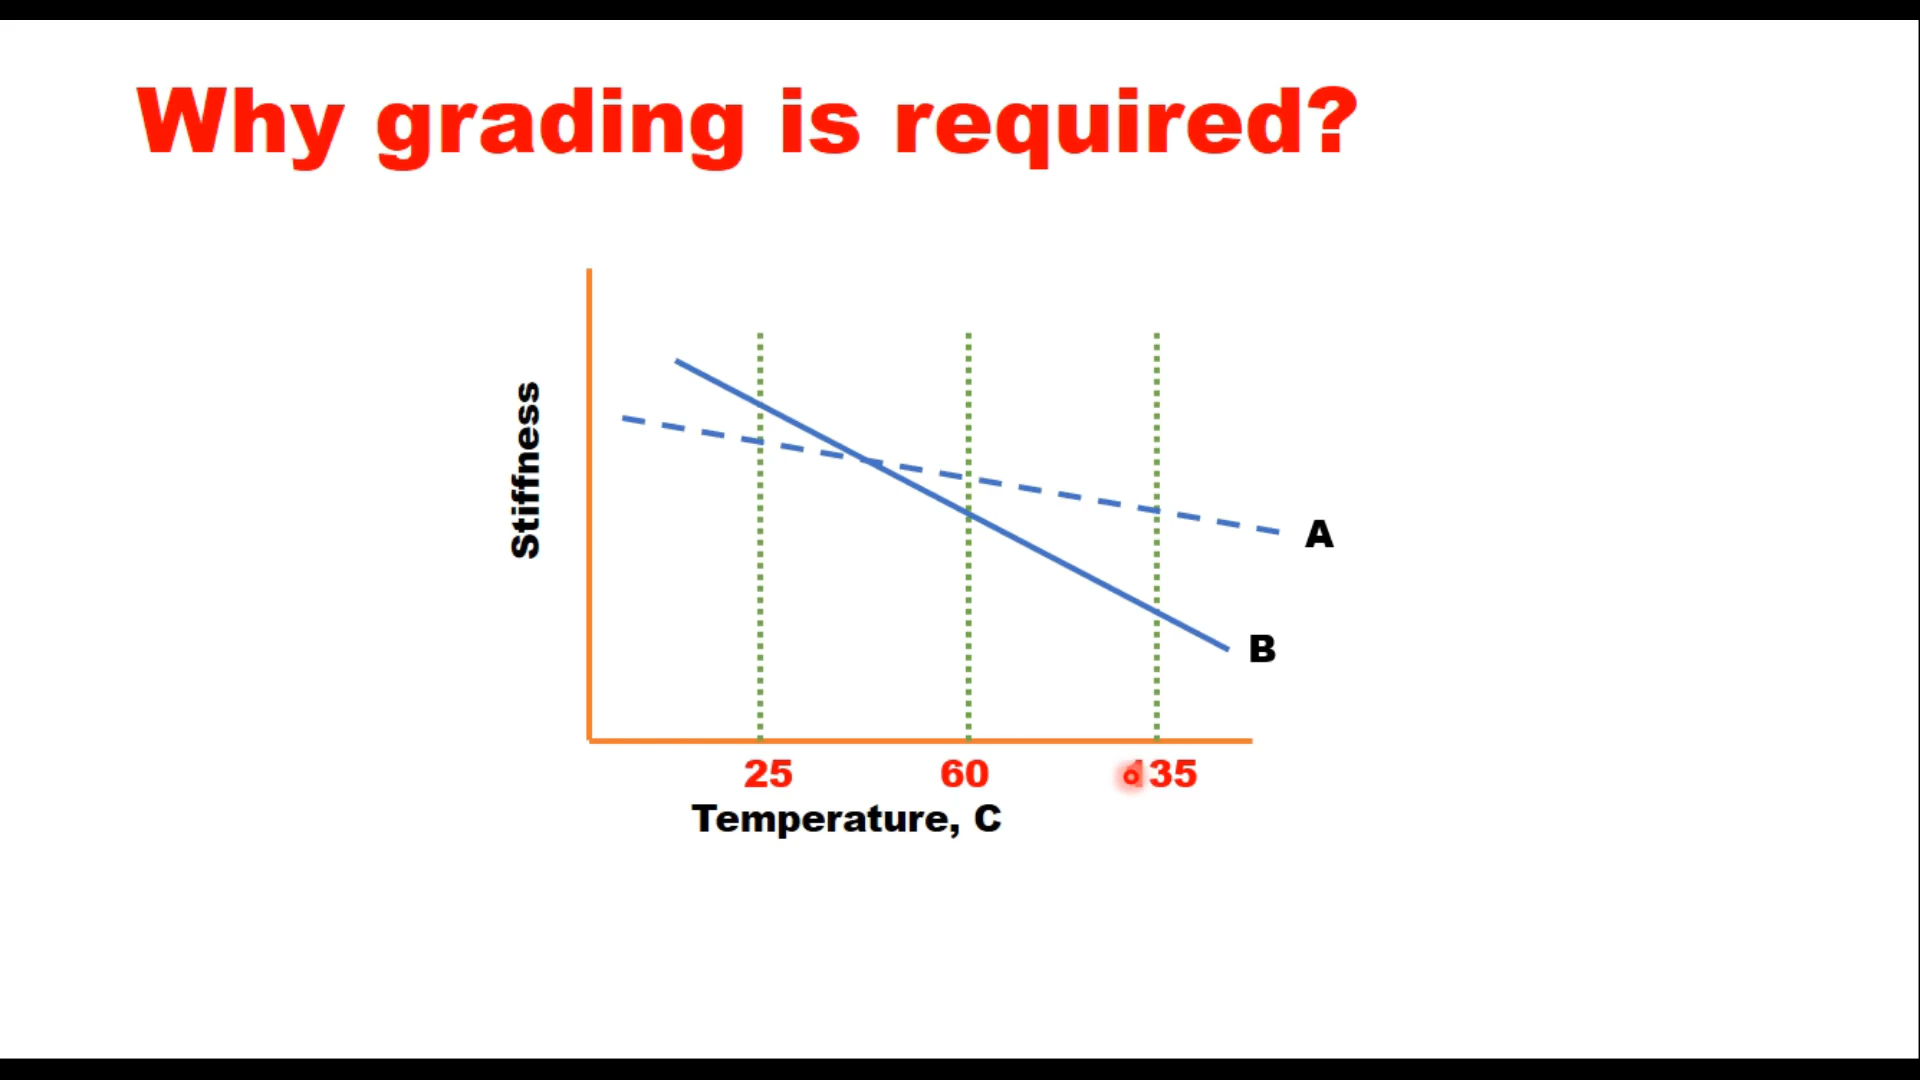 Why grading is required?
Stiffness
A
B
25 60 135
Temperature, C